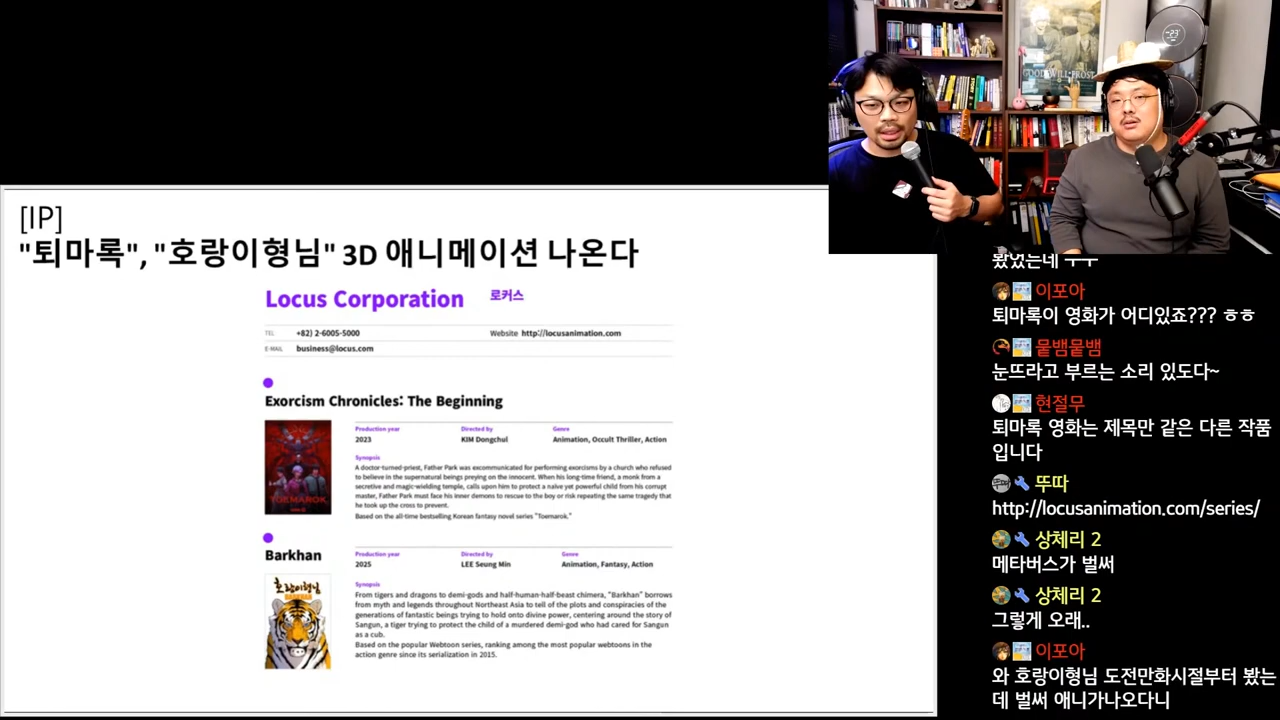 [IP]
"퇴마록", "호랑이형님" 3D 애니메이션 나온다
Locus Corporation 로커스
TEL +82) 2-6005-5000 Website http://locusanimation.com
E-MAIL business@locus.com
Exorcism Chronicles: The Beginning
Production year Directed by Genre
2023 KIM Dongchul Animation, Occult Thriller, Action
Synopsis
A doctor-turned-priest, Father Park was excommunicated for performing exorcisms by a church who refused
to believe in the supernatural beings preying on the innocent. When his long-time friend, a monk from a
secretive and magic-wielding temple, calls upon him to protect a naive yet powerful child from his corrupt
master, Father Park must face his inner demons to rescue to the boy or risk repeating the same tragedy that
he took up the cross to prevent.
Based on the all-time bestselling Korean fantasy novel series "Toemarok."
TOEMAROK
Barkhan
Production year Directed by Genre
2025 LEE Seung Min Animation, Fantasy, Action
Synopsis
From tigers and dragons to demi-gods and half-human-half-beast chimera, "Barkhan" borrows
from myth and legends throughout Northeast Asia to tell of the plots and conspiracies of the
generations of fantastic beings trying to hold onto divine power, centering around the story of
Sangun, a tiger trying to protect the child of a murdered demi-god who had cared for Sangun
as a cub.
Based on the popular Webtoon series, ranking among the most popular webtoons in the
action genre since its serialization in 2015.
호랑이형님
BARKHAN
GOOD WILL FROST
-23°
봤었는데 ㅜㅜ
이포아
퇴마록이 영화가 어디있죠??? ㅎㅎ
뭍뱀뭍뱀
눈뜨라고 부르는 소리 있도다~
현절무
퇴마록 영화는 제목만 같은 다른 작품
입니다
뚜따
http://locusanimation.com/series/
상체리 2
메타버스가 벌써
상체리 2
그렇게 오래..
이포아
와 호랑이형님 도전만화시절부터 봤는
데 벌써 애니가나오다니